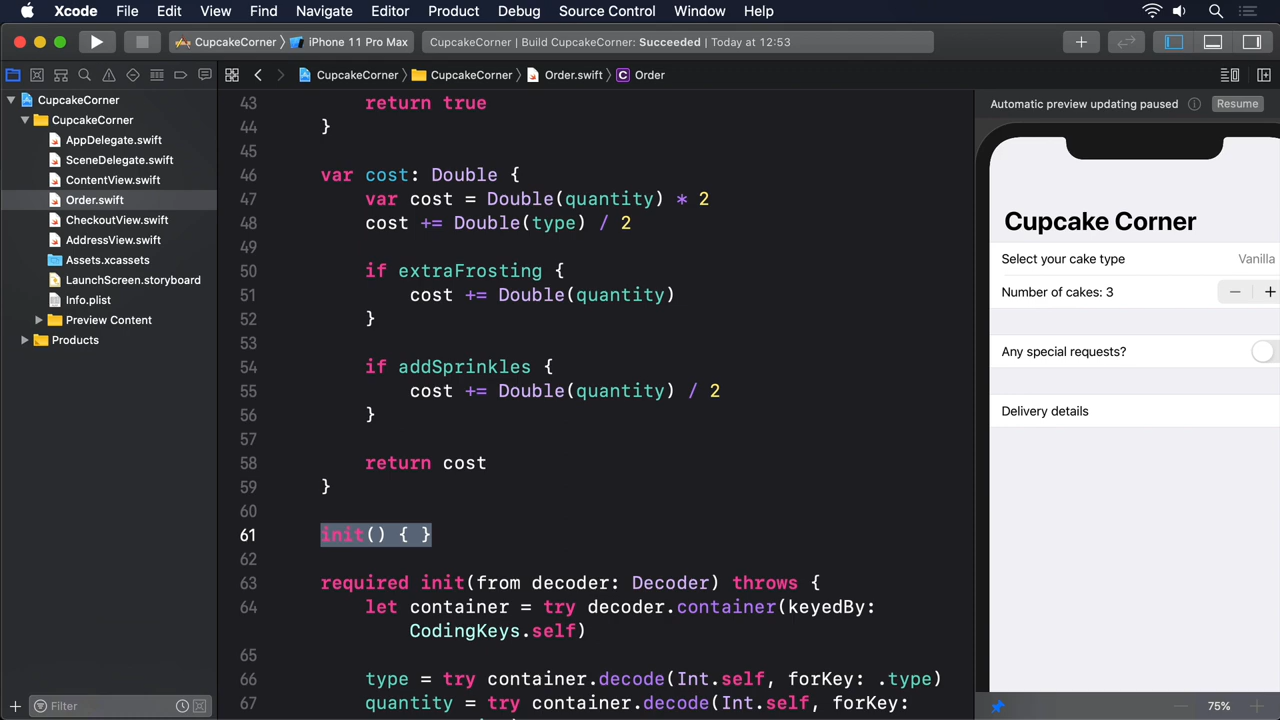 Xcode File Edit View Find Navigate Editor Product Debug Source Control Window Help
CupcakeCorner 〉 iPhone 11 Pro Max
CupcakeCorner | Build CupcakeCorner: Succeeded | Today at 12:53
CupcakeCorner 〉 CupcakeCorner 〉 Order.swift 〉 C Order
CupcakeCorner
CupcakeCorner
AppDelegate.swift
SceneDelegate.swift
ContentView.swift
Order.swift
CheckoutView.swift
AddressView.swift
Assets.xcassets
LaunchScreen.storyboard
Info.plist
Preview Content
Products
Filter
43 return true
44 }
45
46 var cost: Double {
47 var cost = Double(quantity) * 2
48 cost += Double(type) / 2
49
50 if extraFrosting {
51 cost += Double(quantity)
52 }
53
54 if addSprinkles {
55 cost += Double(quantity) / 2
56 }
57
58 return cost
59 }
60
61 init() { }
62
63 required init(from decoder: Decoder) throws {
64 let container = try decoder.container(keyedBy:
CodingKeys.self)
65
66 type = try container.decode(Int.self, forKey: .type)
67 quantity = try container.decode(Int.self, forKey:
Automatic preview updating paused Resume
Cupcake Corner
Select your cake type Vanilla
Number of cakes: 3 − +
Any special requests?
Delivery details
75%